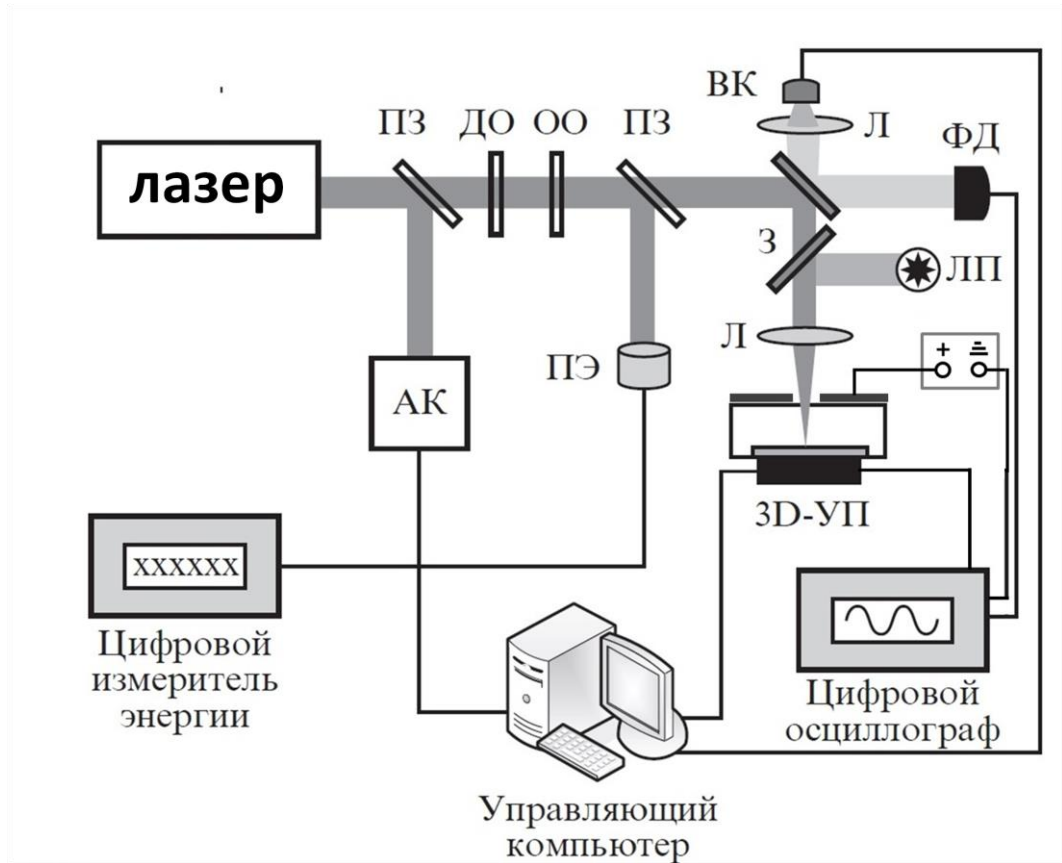 ВК
ПЗ
ДО
ОО
ПЗ
Л
ФД
лазер
З
ЛП
Л
ПЭ
АК
+
3D-УП
XXXXXX
Цифровой
измеритель
энергии
Цифровой
осциллограф
Управляющий
компьютер